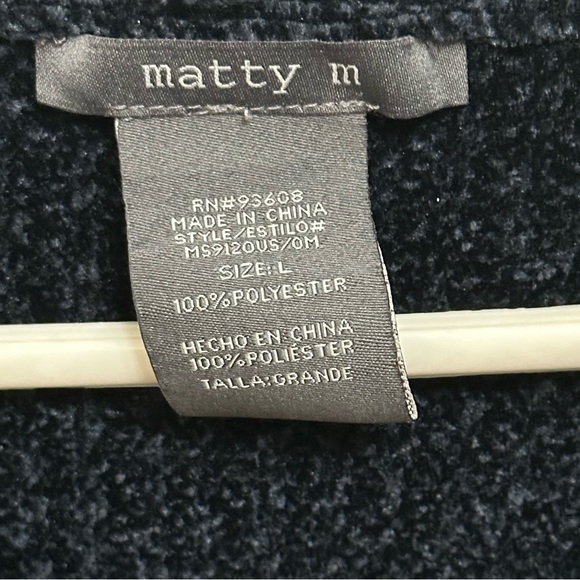 matty m
RN#93608
MADE IN CHINA
STYLE/ESTILO#
MS9120US/OM
SIZE:L
100%POLYESTER
HECHO EN CHINA
100%POLIÉSTER
TALLA:GRANDE